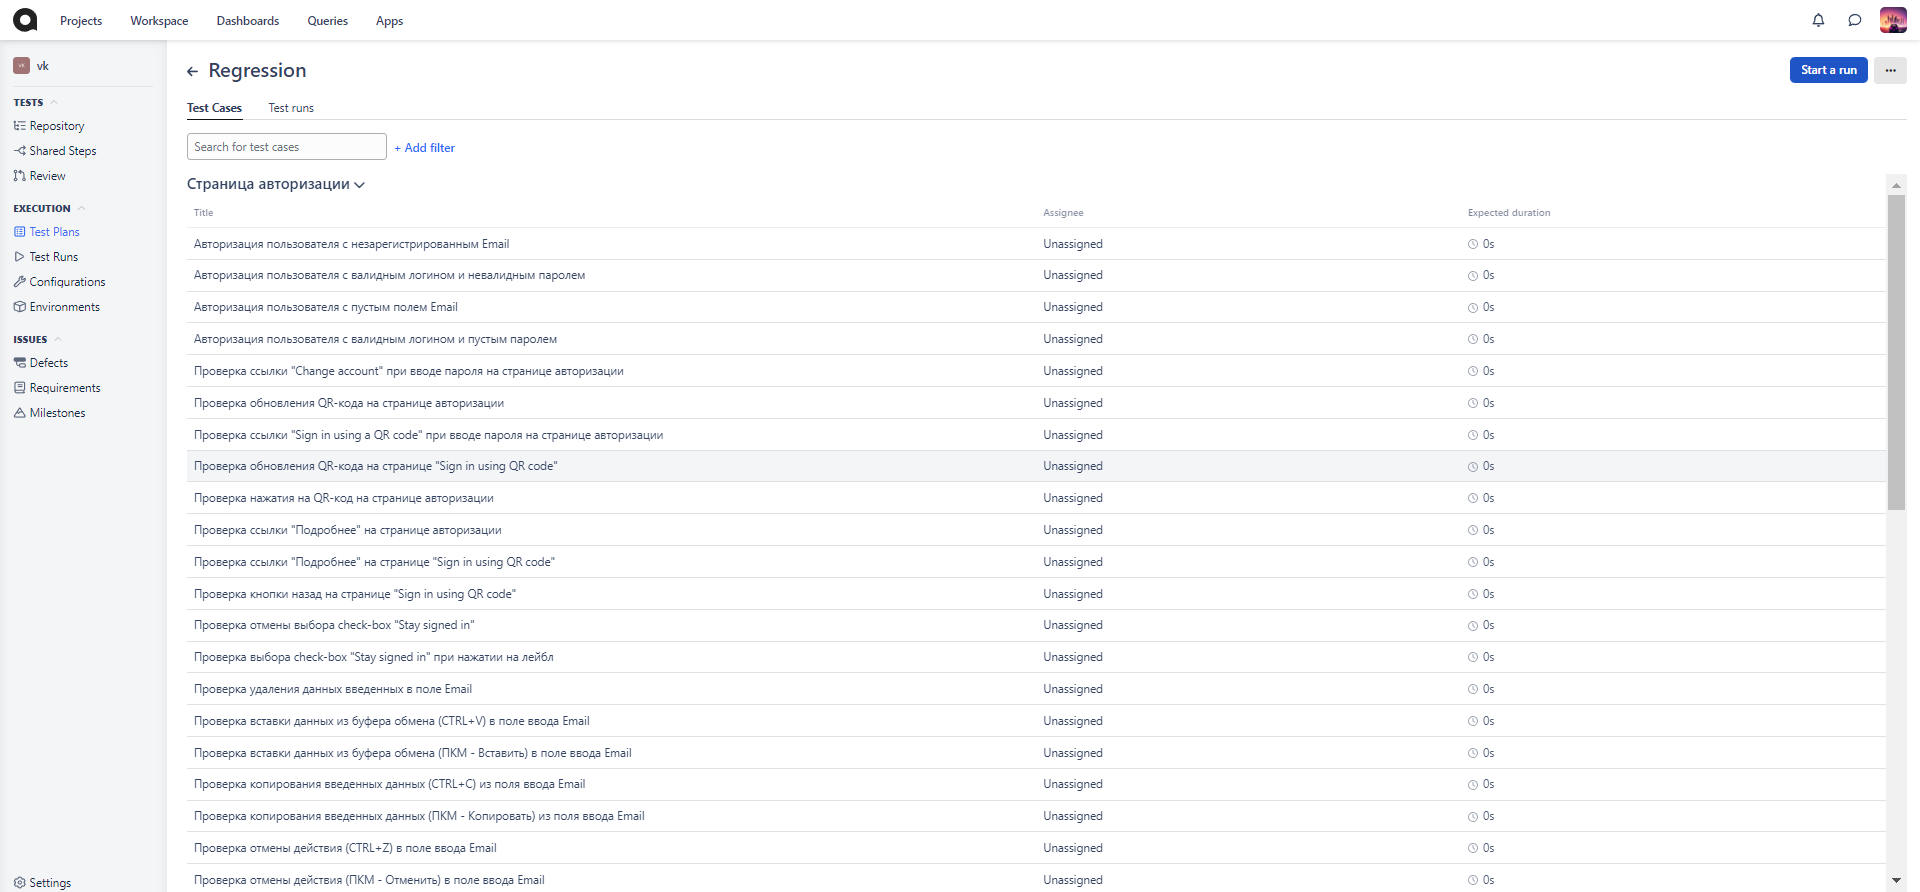 Projects Workspace Dashboards Queries Apps
vk
TESTS
Repository
Shared Steps
Review
EXECUTION
Test Plans
Test Runs
Configurations
Environments
ISSUES
Defects
Requirements
Milestones
Settings
Regression
Start a run
Test Cases Test runs
Search for test cases + Add filter
Страница авторизации
Title Assignee Expected duration
Авторизация пользователя с незарегистрированным Email Unassigned 0s
Авторизация пользователя с валидным логином и невалидным паролем Unassigned 0s
Авторизация пользователя с пустым полем Email Unassigned 0s
Авторизация пользователя с валидным логином и пустым паролем Unassigned 0s
Проверка ссылки "Change account" при вводе пароля на странице авторизации Unassigned 0s
Проверка обновления QR-кода на странице авторизации Unassigned 0s
Проверка ссылки "Sign in using a QR code" при вводе пароля на странице авторизации Unassigned 0s
Проверка обновления QR-кода на странице "Sign in using QR code" Unassigned 0s
Проверка нажатия на QR-код на странице авторизации Unassigned 0s
Проверка ссылки "Подробнее" на странице авторизации Unassigned 0s
Проверка ссылки "Подробнее" на странице "Sign in using QR code" Unassigned 0s
Проверка кнопки назад на странице "Sign in using QR code" Unassigned 0s
Проверка отмены выбора check-box "Stay signed in" Unassigned 0s
Проверка выбора check-box "Stay signed in" при нажатии на лейбл Unassigned 0s
Проверка удаления данных введенных в поле Email Unassigned 0s
Проверка вставки данных из буфера обмена (CTRL+V) в поле ввода Email Unassigned 0s
Проверка вставки данных из буфера обмена (ПКМ - Вставить) в поле ввода Email Unassigned 0s
Проверка копирования введенных данных (CTRL+C) из поля ввода Email Unassigned 0s
Проверка копирования введенных данных (ПКМ - Копировать) из поля ввода Email Unassigned 0s
Проверка отмены действия (CTRL+Z) в поле ввода Email Unassigned 0s
Проверка отмены действия (ПКМ - Отменить) в поле ввода Email Unassigned 0s